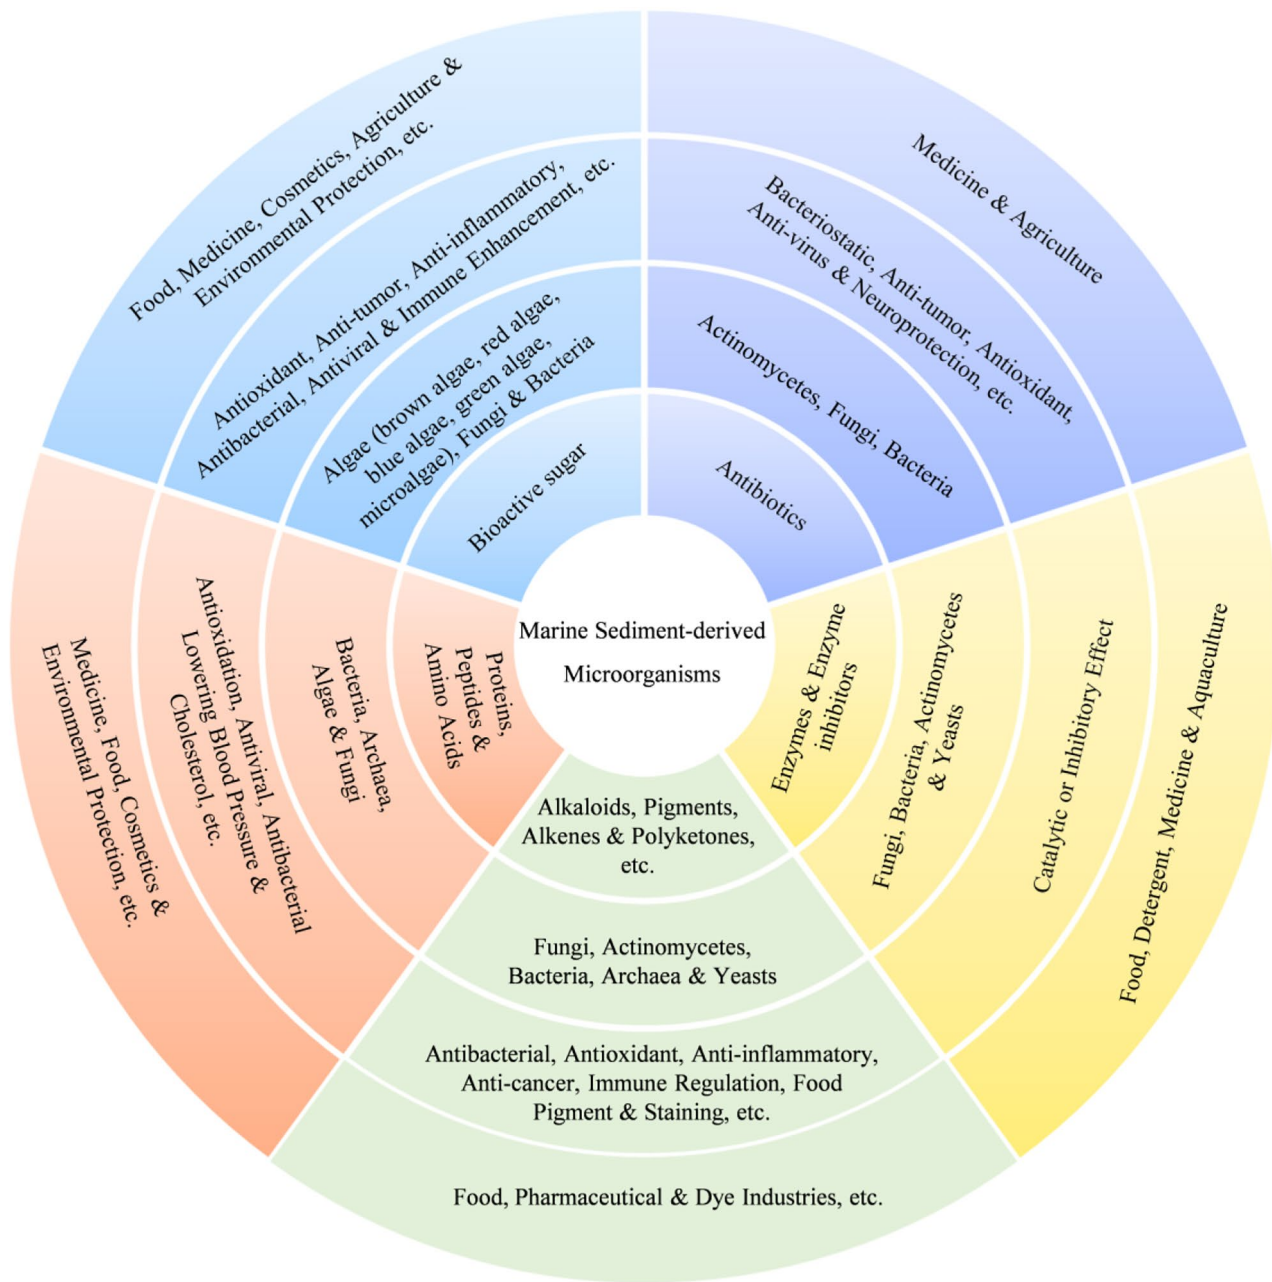 Food, Medicine, Cosmetics, Agriculture &
Environmental Protection, etc.
Antioxidant, Anti-tumor, Anti-inflammatory,
Antibacterial, Antiviral & Immune Enhancement, etc.
Algae (brown algae, red algae,
blue algae, green algae,
microalgae), Fungi & Bacteria
Bioactive sugar
Medicine & Agriculture
Bacteriostatic, Anti-tumor, Antioxidant,
Anti-virus & Neuroprotection, etc.
Actinomycetes, Fungi, Bacteria
Antibiotics
Marine Sediment-derived
Microorganisms
Enzymes & Enzyme
inhibitors
Fungi, Bacteria, Actinomycetes
& Yeasts
Catalytic or Inhibitory Effect
Food, Detergent, Medicine & Aquaculture
Proteins,
Peptides &
Amino Acids
Bacteria, Archaea,
Algae & Fungi
Antioxidation, Antiviral, Antibacterial
Lowering Blood Pressure &
Cholesterol, etc.
Medicine, Food, Cosmetics &
Environmental Protection, etc.
Alkaloids, Pigments,
Alkenes & Polyketones,
etc.
Fungi, Actinomycetes,
Bacteria, Archaea & Yeasts
Antibacterial, Antioxidant, Anti-inflammatory,
Anti-cancer, Immune Regulation, Food
Pigment & Staining, etc.
Food, Pharmaceutical & Dye Industries, etc.